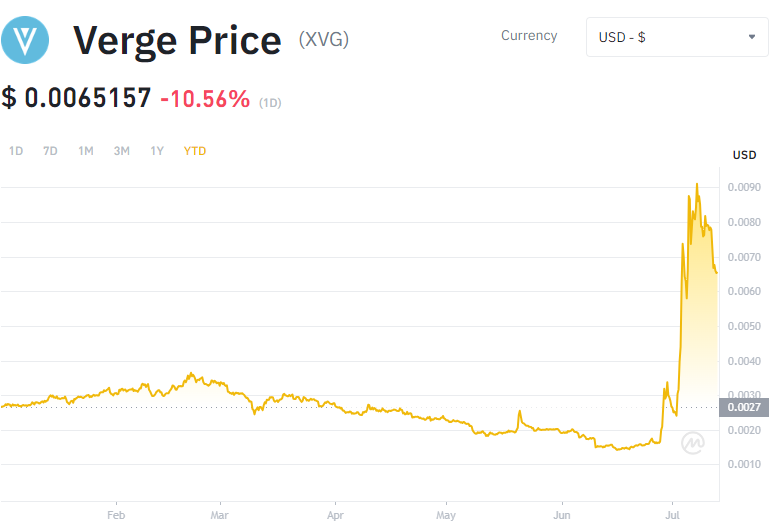 Verge Price (XVG)
Currency
USD - $
$ 0.0065157 -10.56% (1D)
1D 7D 1M 3M 1Y YTD
USD
0.0090
0.0080
0.0070
0.0060
0.0050
0.0040
0.0030
0.0027
0.0020
0.0010
Feb Mar Apr May Jun Jul